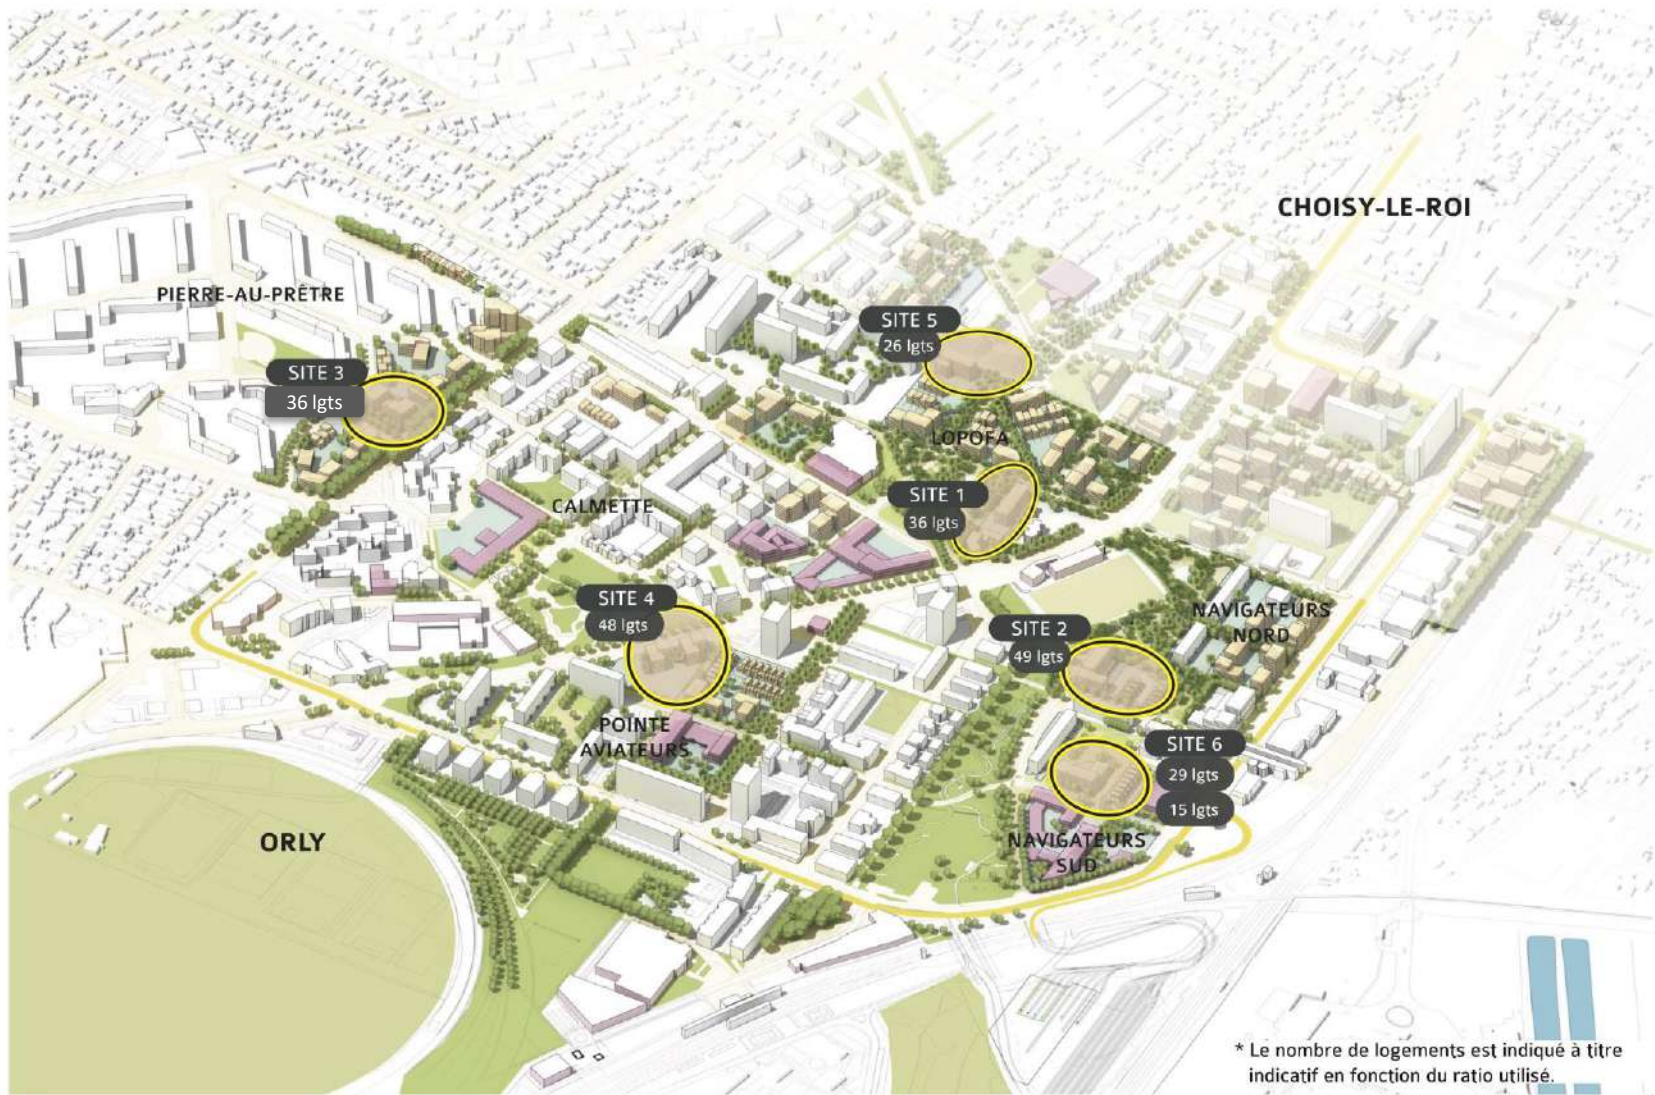 CHOISY-LE-ROI
PIERRE-AU-PRÊTRE
SITE 5
26 lgts
SITE 3
36 lgts
LOPOFA
SITE 1
36 lgts
CALMETTE
SITE 4
48 lgts
NAVIGATEURS
NORD
SITE 2
49 lgts
POINTE
AVIATEURS
SITE 6
29 lgts
15 lgts
ORLY
NAVIGATEURS
SUD
* Le nombre de logements est indiqué à titre
indicatif en fonction du ratio utilisé.